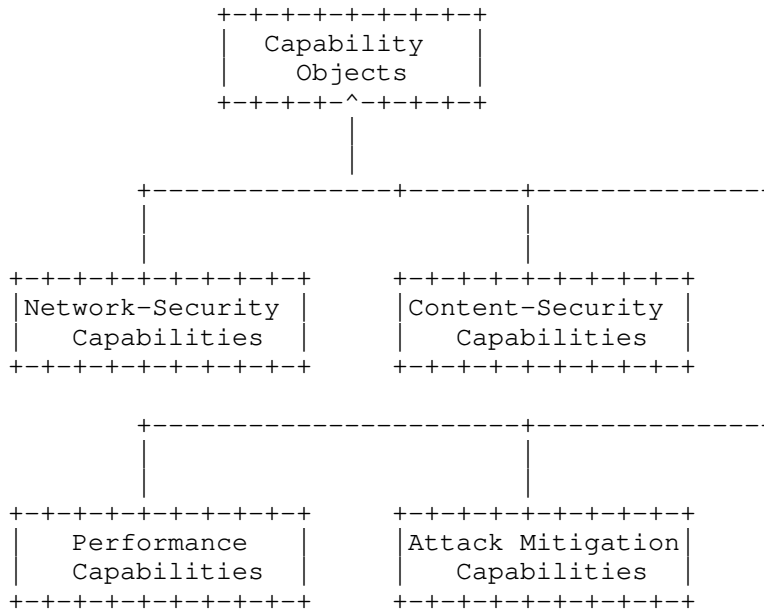 Capability
Objects
Network-Security
Capabilities
Content-Security
Capabilities
Performance
Capabilities
Attack Mitigation
Capabilities